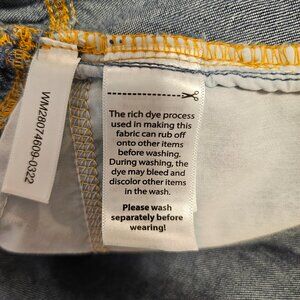 The rich dye process
used in making this
fabric can rub off
onto other items
before washing.
During washing, the
dye may bleed and
discolor other items
in the wash.
Please wash
separately before
wearing!
WM28074609-0322